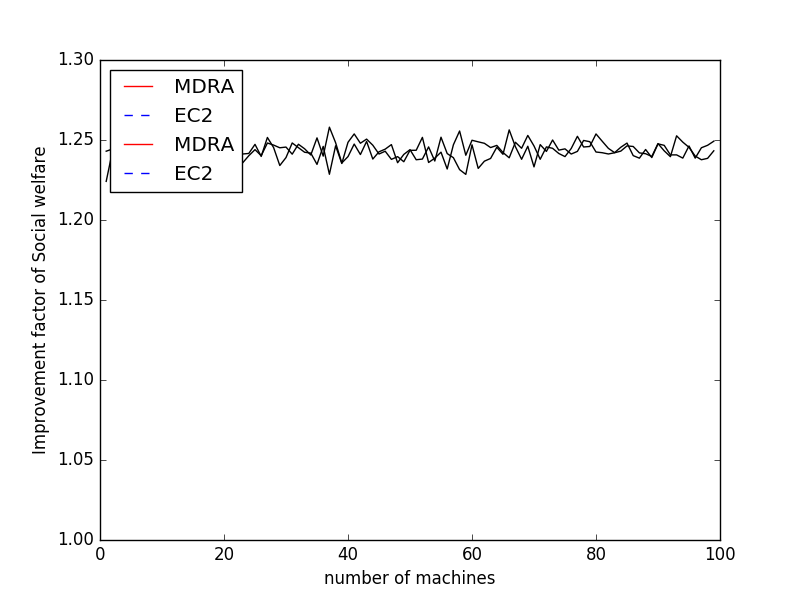 1.30
1.25
1.20
1.15
1.10
1.05
1.00
Improvement factor of Social welfare
MDRA
EC2
MDRA
EC2
0 20 40 60 80 100
number of machines